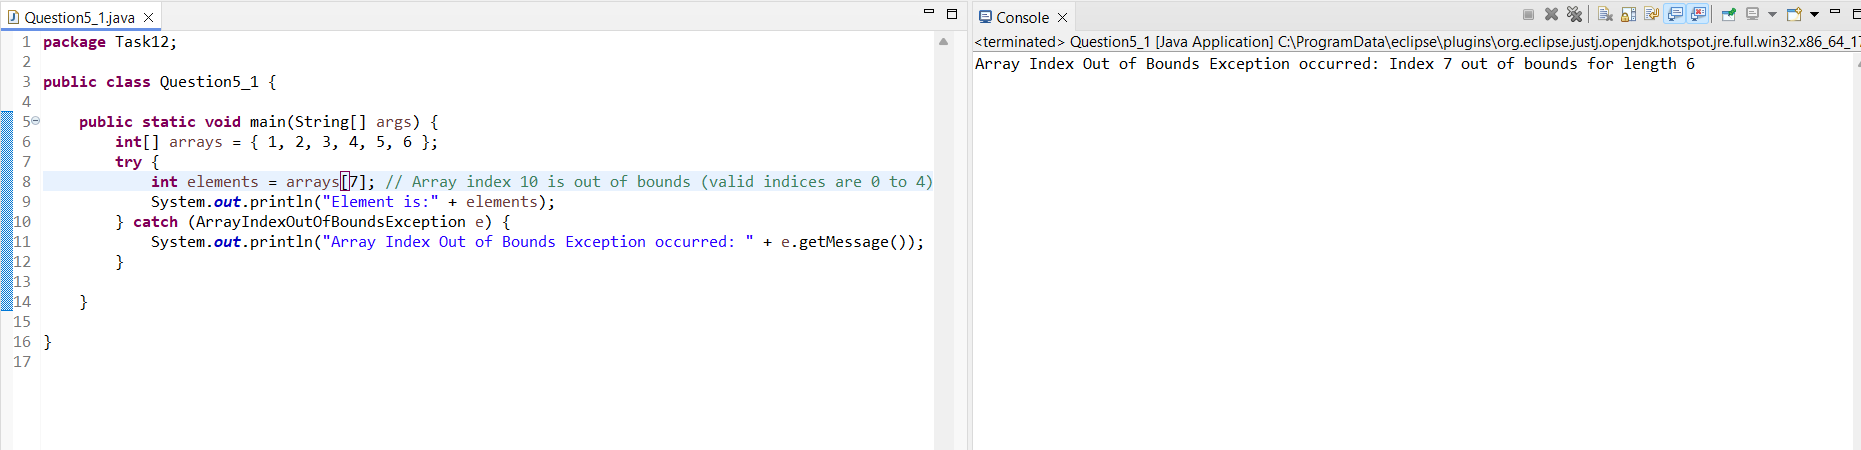 Question5_1.java
1 package Task12;
2
3 public class Question5_1 {
4
5 public static void main(String[] args) {
6 int[] arrays = { 1, 2, 3, 4, 5, 6 };
7 try {
8 int elements = arrays[7]; // Array index 10 is out of bounds (valid indices are 0 to 4)
9 System.out.println("Element is:" + elements);
10 } catch (ArrayIndexOutOfBoundsException e) {
11 System.out.println("Array Index Out of Bounds Exception occurred: " + e.getMessage());
12 }
13
14 }
15
16 }
17
Console
<terminated> Question5_1 [Java Application] C:\ProgramData\eclipse\plugins\org.eclipse.justj.openjdk.hotspot.jre.full.win32.x86_64_17
Array Index Out of Bounds Exception occurred: Index 7 out of bounds for length 6